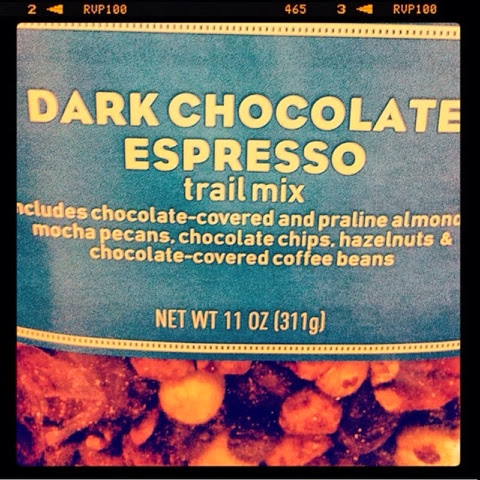 2 RVP100 465 3 RVP100
DARK CHOCOLATE
ESPRESSO
trail mix
ncludes chocolate-covered and praline almond
mocha pecans, chocolate chips, hazelnuts &
chocolate-covered coffee beans
NET WT 11 OZ (311g)